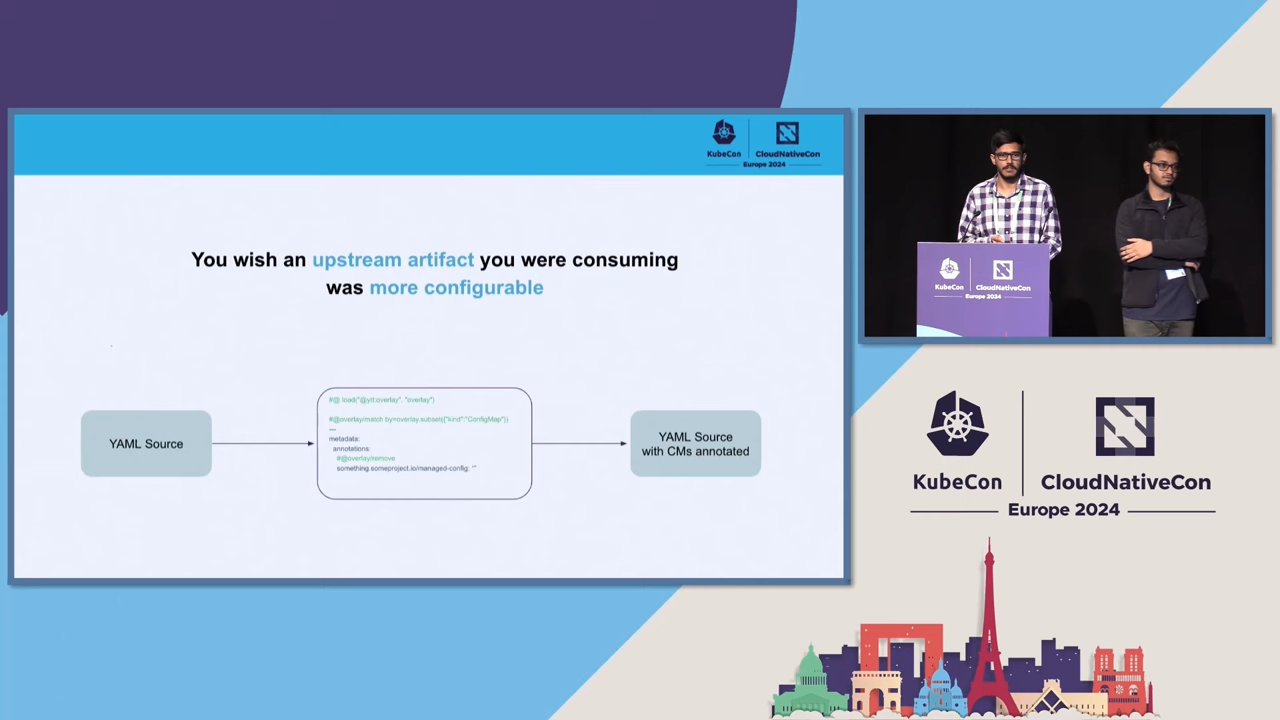 KubeCon
CloudNativeCon
Europe 2024
You wish an upstream artifact you were consuming
was more configurable
YAML Source
#@ load("@ytt:overlay", "overlay")
#@overlay/match by=overlay.subset({"kind":"ConfigMap"})
---
metadata:
annotations:
#@overlay/remove
something.someproject.io/managed-config: ""
YAML Source
with CMs annotated
KubeCon
CloudNativeCon
Europe 2024
KubeCon
CloudNativeCon
Europe 2024